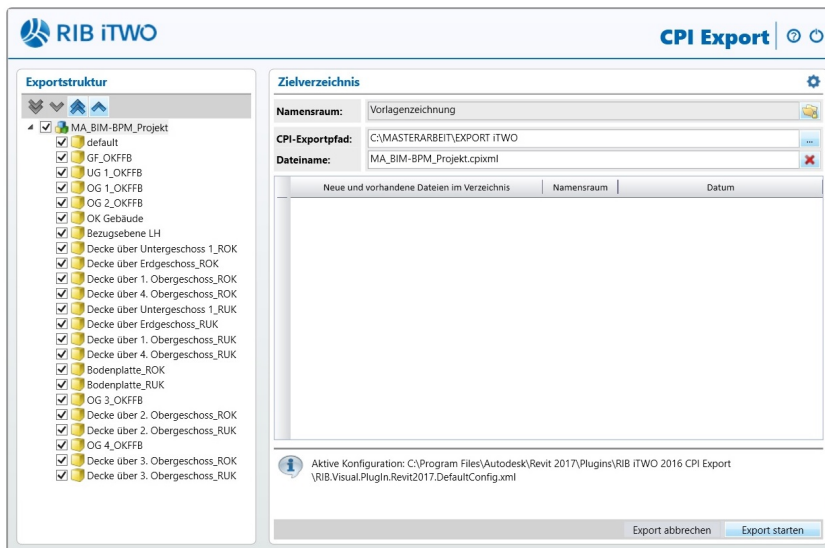 RIB iTWO
CPI Export
Exportstruktur
MA_BIM-BPM_Projekt
default
GF_OKFFB
UG 1_OKFFB
OG 1_OKFFB
OG 2_OKFFB
OK Gebäude
Bezugsebene LH
Decke über Untergeschoss 1_ROK
Decke über Erdgeschoss_ROK
Decke über 1. Obergeschoss_ROK
Decke über 4. Obergeschoss_ROK
Decke über Untergeschoss 1_RUK
Decke über Erdgeschoss_RUK
Decke über 1. Obergeschoss_RUK
Decke über 4. Obergeschoss_RUK
Bodenplatte_ROK
Bodenplatte_RUK
OG 3_OKFFB
Decke über 2. Obergeschoss_ROK
Decke über 2. Obergeschoss_RUK
OG 4_OKFFB
Decke über 3. Obergeschoss_ROK
Decke über 3. Obergeschoss_RUK
Zielverzeichnis
Namensraum: Vorlagenzeichnung
CPI-Exportpfad: C:\MASTERARBEIT\EXPORT iTWO ...
Dateiname: MA_BIM-BPM_Projekt.cpixml
Neue und vorhandene Dateien im Verzeichnis Namensraum Datum
Aktive Konfiguration: C:\Program Files\Autodesk\Revit 2017\Plugins\RIB iTWO 2016 CPI Export
\RIB.Visual.PlugIn.Revit2017.DefaultConfig.xml
Export abbrechen Export starten